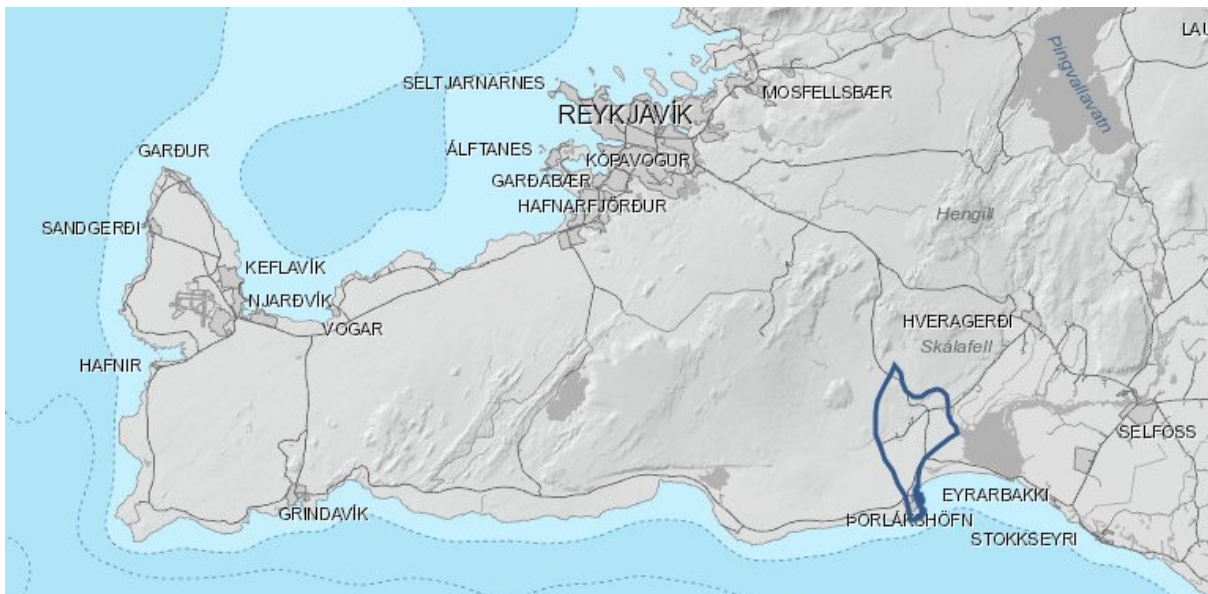 LAU
Þingvallavatn
SELTJARNARNES
MOSFELLSBÆR
REYKJAVÍK
GARÐUR
ÁLFTANES
KÓPAVOGUR
GARÐABÆR
HAFNARFJÖRÐUR
Hengill
SANDGERÐI
KEFLAVÍK
NJARÐVÍK
VOGAR
HVERAGERÐI
Skálafell
HAFNIR
SELFOSS
GRINDAVÍK
EYRARBAKKI
ÞORLÁKSHÖFN
STOKKSEYRI